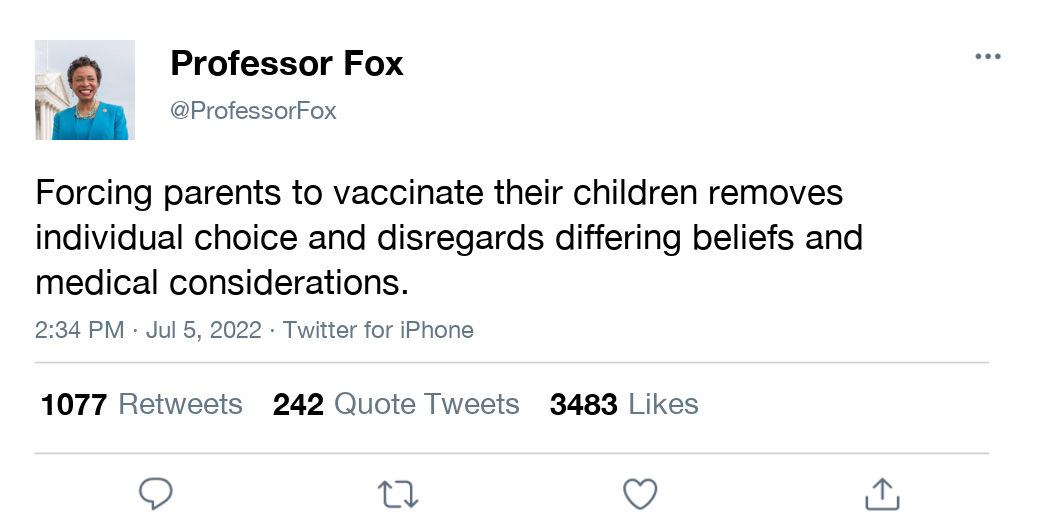 Professor Fox
@ProfessorFox
Forcing parents to vaccinate their children removes
individual choice and disregards differing beliefs and
medical considerations.
2:34 PM · Jul 5, 2022 · Twitter for iPhone
1077 Retweets 242 Quote Tweets 3483 Likes